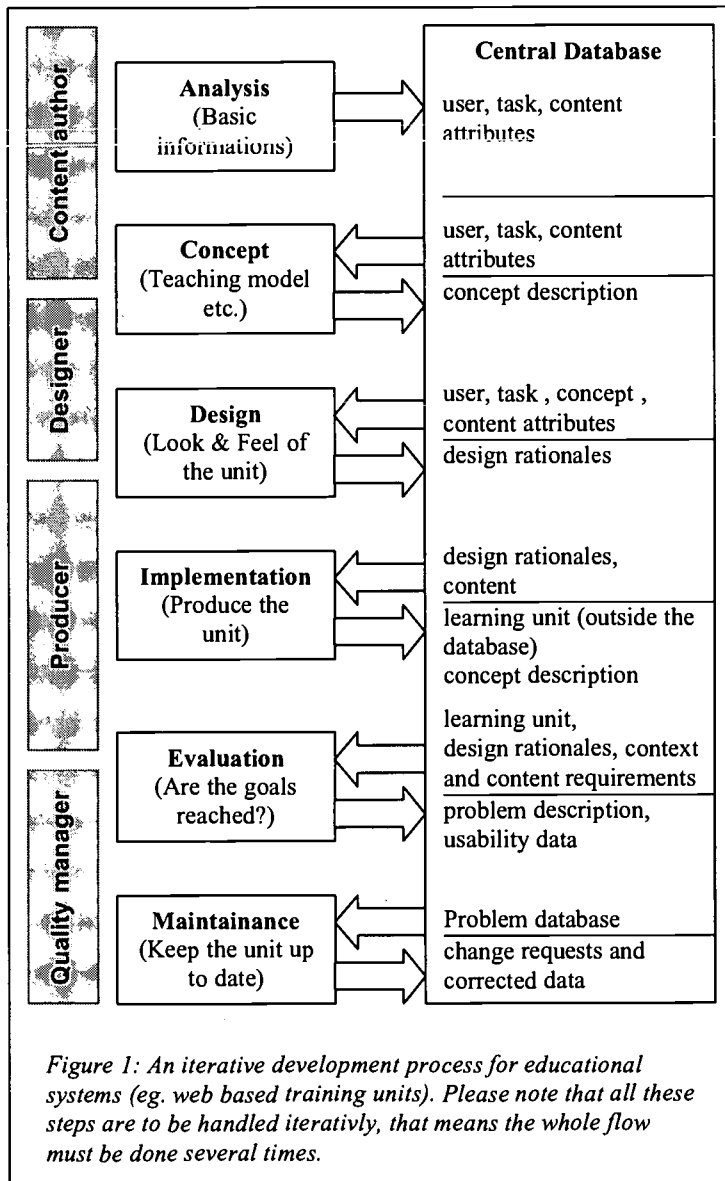 Content author
Designer
Producer
Quality manager
Analysis
(Basic
informations)
Central Database
user, task, content
attributes
Concept
(Teaching model
etc.)
user, task, content
attributes
concept description
Design
(Look & Feel of
the unit)
user, task , concept ,
content attributes
design rationales
Implementation
(Produce the
unit)
design rationales,
content
learning unit (outside the
database)
concept description
Evaluation
(Are the goals
reached?)
learning unit,
design rationales, context
and content requirements
problem description,
usability data
Maintainance
(Keep the unit up
to date)
Problem database
change requests and
corrected data
Figure 1: An iterative development process for educational
systems (eg. web based training units). Please note that all these
steps are to be handled iterativly, that means the whole flow
must be done several times.